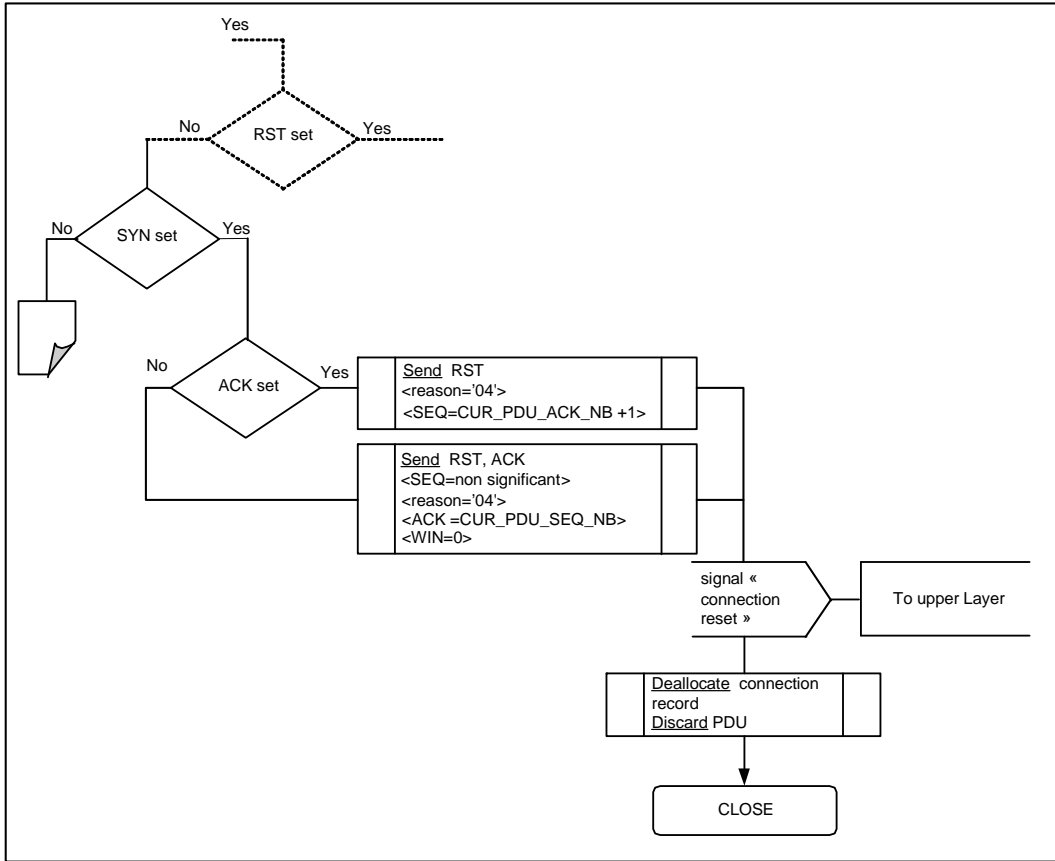 Yes
No
RST set
Yes
No
SYN set
Yes
No
ACK set
Yes
Send RST
<reason='04'>
<SEQ=CUR_PDU_ACK_NB +1>
Send RST, ACK
<SEQ=non significant>
<reason='04'>
<ACK =CUR_PDU_SEQ_NB>
<WIN=0>
signal «
connection
reset »
To upper Layer
Deallocate connection
record
Discard PDU
CLOSE